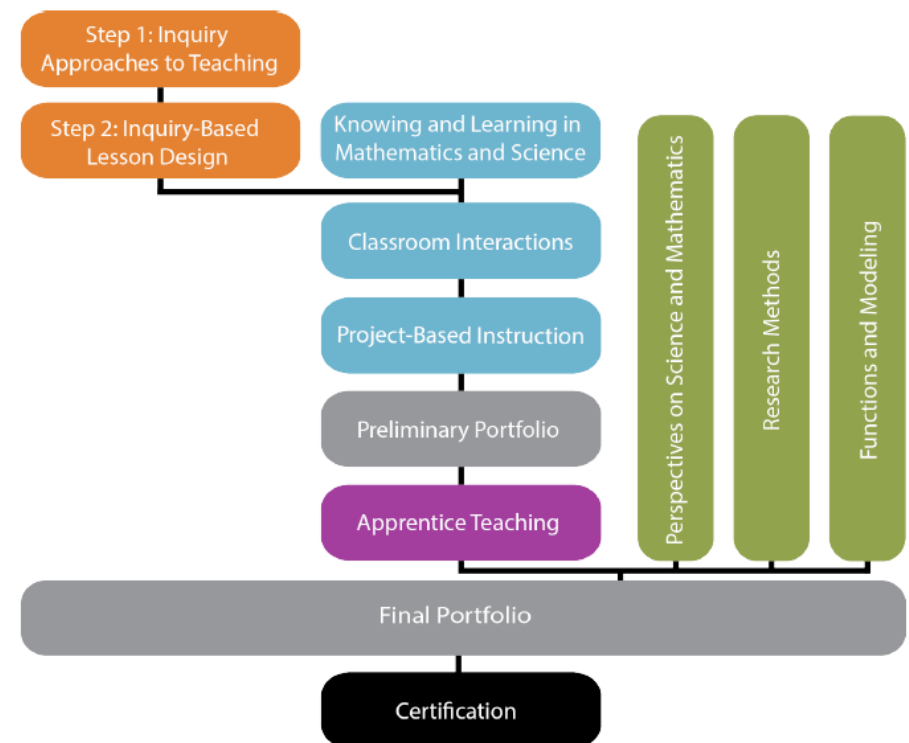 Step 1: Inquiry
Approaches to Teaching
Step 2: Inquiry-Based
Lesson Design
Knowing and Learning in
Mathematics and Science
Classroom Interactions
Project-Based Instruction
Preliminary Portfolio
Apprentice Teaching
Perspectives on Science and Mathematics
Research Methods
Functions and Modeling
Final Portfolio
Certification